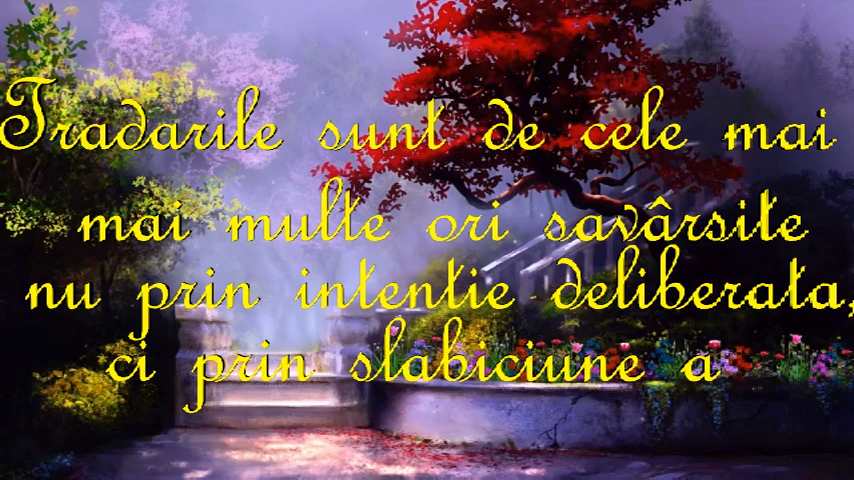 Tradarile sunt de cele mai
mai multe ori savârsite
nu prin intentie deliberata,
ci prin slabiciune a